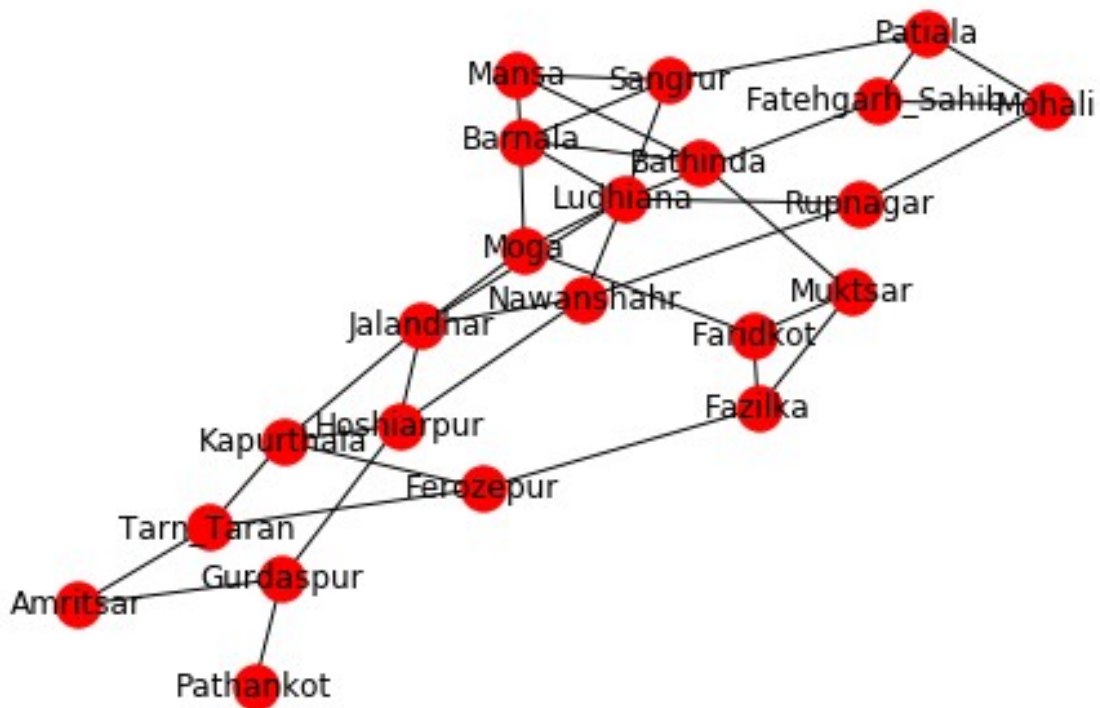 Patiala
Mansa
Sangrur
Fatehgarh_Sahib
Mohali
Barnala
Bathinda
Ludhiana
Rupnagar
Moga
Nawanshahr
Muktsar
Jalandhar
Faridkot
Fazilka
Hoshiarpur
Kapurthala
Ferozepur
Tarn_Taran
Gurdaspur
Amritsar
Pathankot